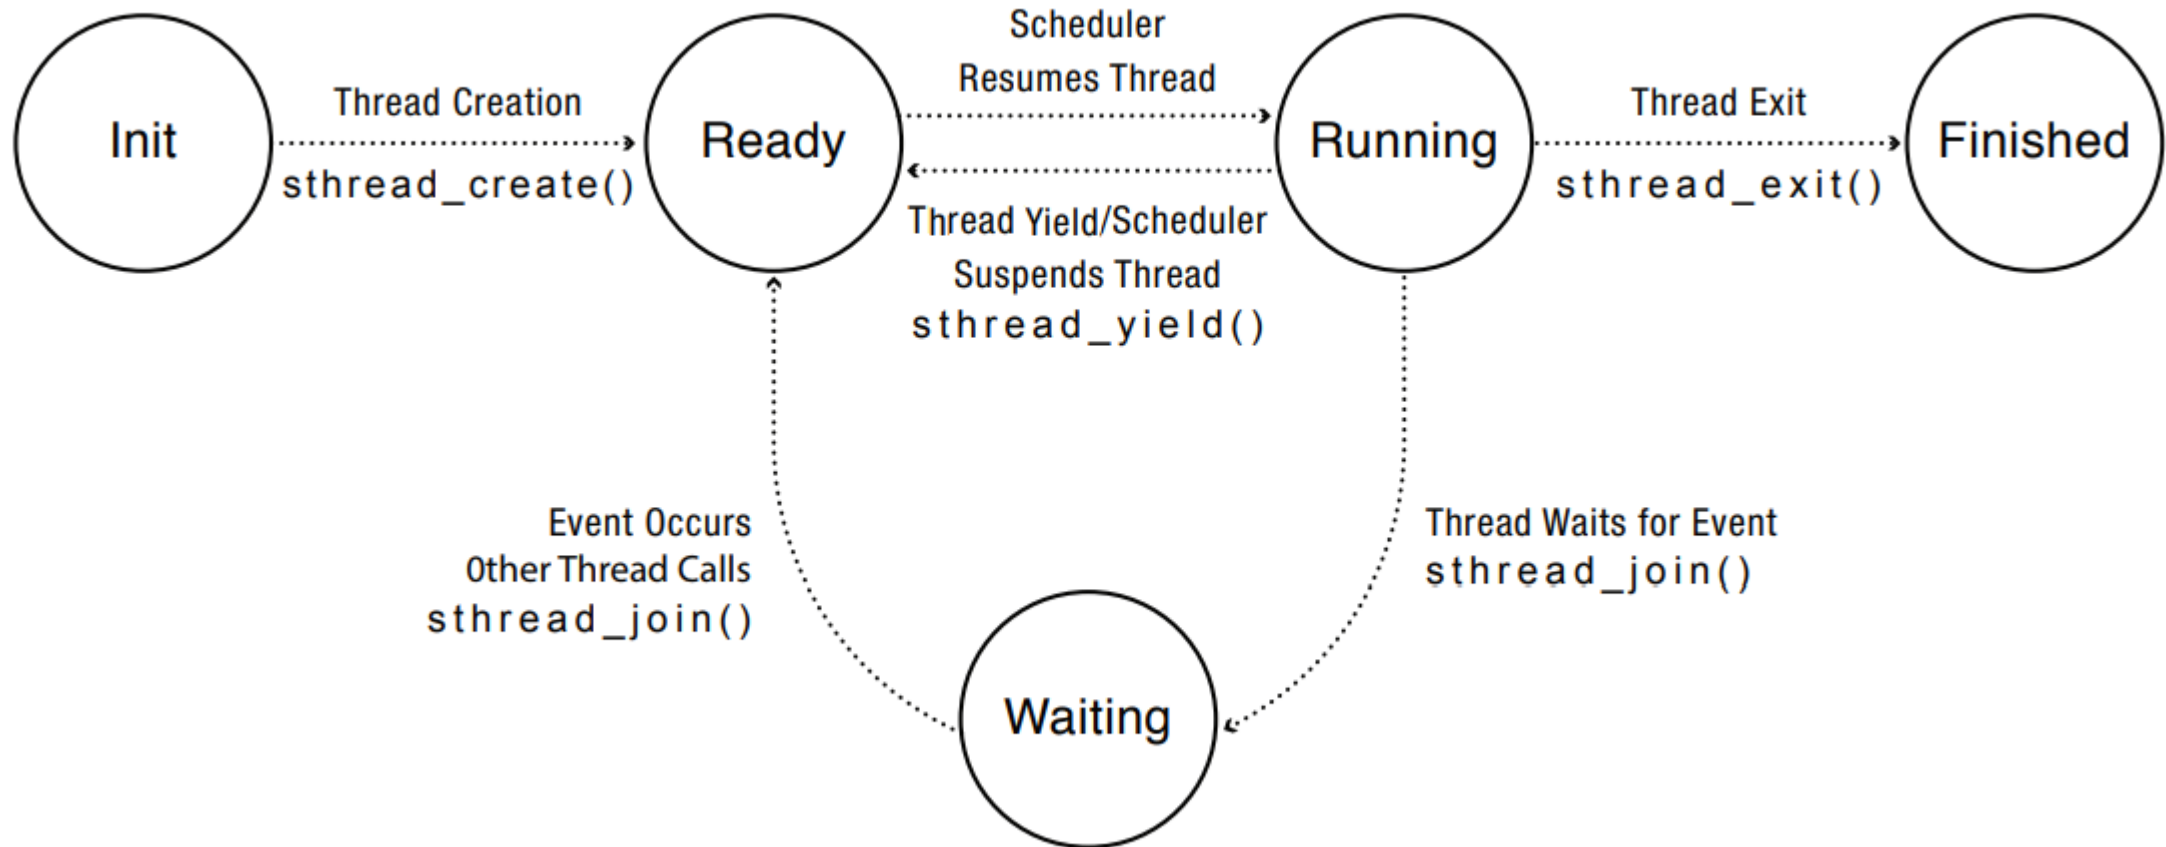 Init
Thread Creation
sthread_create()
Ready
Scheduler
Resumes Thread
Thread Yield/Scheduler
Suspends Thread
sthread_yield()
Running
Thread Exit
sthread_exit()
Finished
Event Occurs
0ther Thread Calls
sthread_join()
Thread Waits for Event
sthread_join()
Waiting